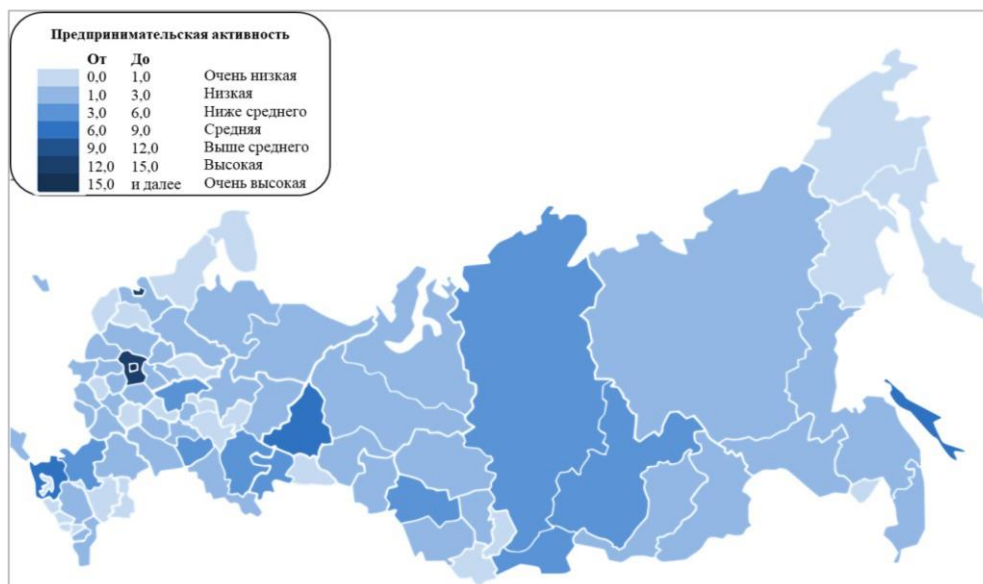 Предпринимательская активность
От До
0,0 1,0 Очень низкая
1,0 3,0 Низкая
3,0 6,0 Ниже среднего
6,0 9,0 Средняя
9,0 12,0 Выше среднего
12,0 15,0 Высокая
15,0 и далее Очень высокая